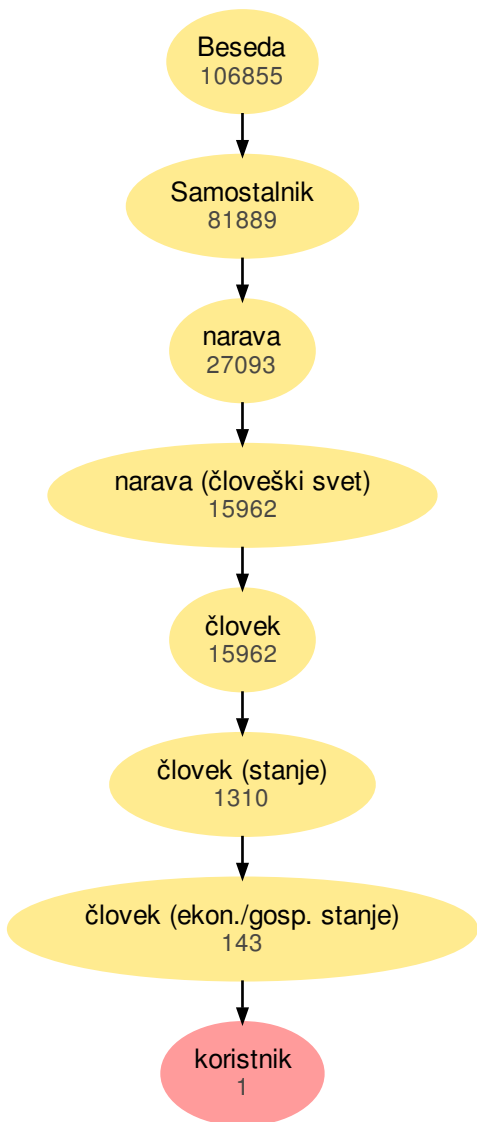 Beseda
106855
Samostalnik
81889
narava
27093
narava (človeški svet)
15962
človek
15962
človek (stanje)
1310
človek (ekon./gosp. stanje)
143
koristnik
1